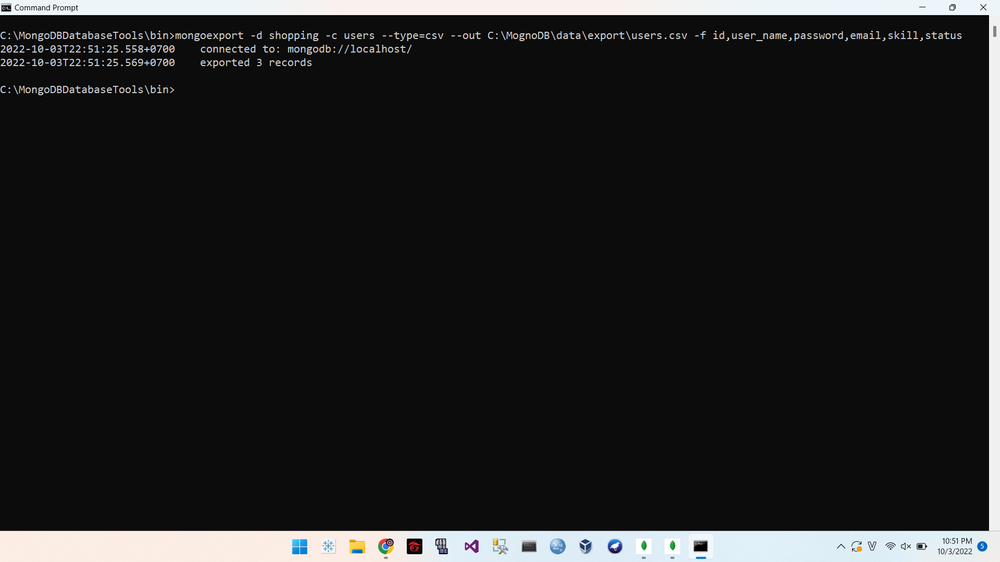 Command Prompt
C:\MongoDBDatabaseTools\bin>mongoexport -d shopping -c users --type=csv --out C:\MognoDB\data\export\users.csv -f id,user_name,password,email,skill,status
2022-10-03T22:51:25.558+0700    connected to: mongodb://localhost/
2022-10-03T22:51:25.569+0700    exported 3 records
C:\MongoDBDatabaseTools\bin>
10:51 PM
10/3/2022
5